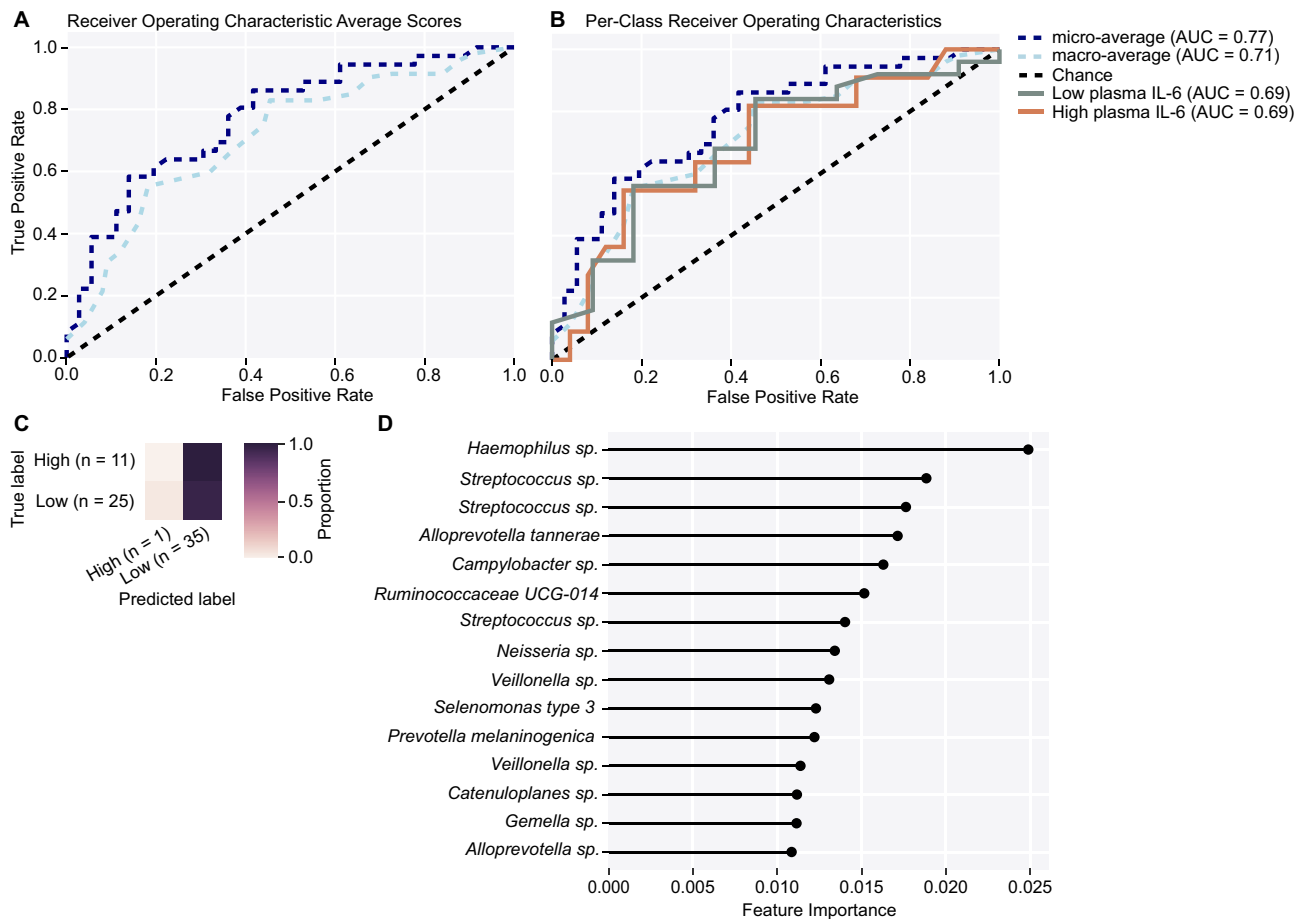 A
Receiver Operating Characteristic Average Scores
True Positive Rate
1.0
0.8
0.6
0.4
0.2
0.0
0.0
0.2
0.4
0.6
0.8
1.0
False Positive Rate
B
Per-Class Receiver Operating Characteristics
0.0
0.2
0.4
0.6
0.8
1.0
False Positive Rate
micro-average (AUC = 0.77)
macro-average (AUC = 0.71)
Chance
Low plasma IL-6 (AUC = 0.69)
High plasma IL-6 (AUC = 0.69)
C
True label
High (n = 11)
Low (n = 25)
High (n = 1)
Low (n = 35)
Predicted label
1.0
0.5
0.0
Proportion
D
Haemophilus sp.
Streptococcus sp.
Streptococcus sp.
Alloprevotella tannerae
Campylobacter sp.
Ruminococcaceae UCG-014
Streptococcus sp.
Neisseria sp.
Veillonella sp.
Selenomonas type 3
Prevotella melaninogenica
Veillonella sp.
Catenuloplanes sp.
Gemella sp.
Alloprevotella sp.
0.000
0.005
0.010
0.015
0.020
0.025
Feature Importance